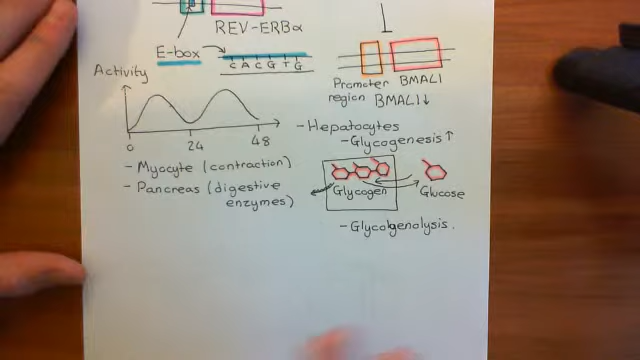 REV-ERBα
E-box
CACGTG
Promoter
region
BMAL1
BMAL1↓
Activity
0
24
48
- Myocyte (contraction)
- Pancreas (digestive
enzymes)
- Hepatocytes
- Glycogenesis ↑
Glycogen
Glucose
- Glycolgenolysis.